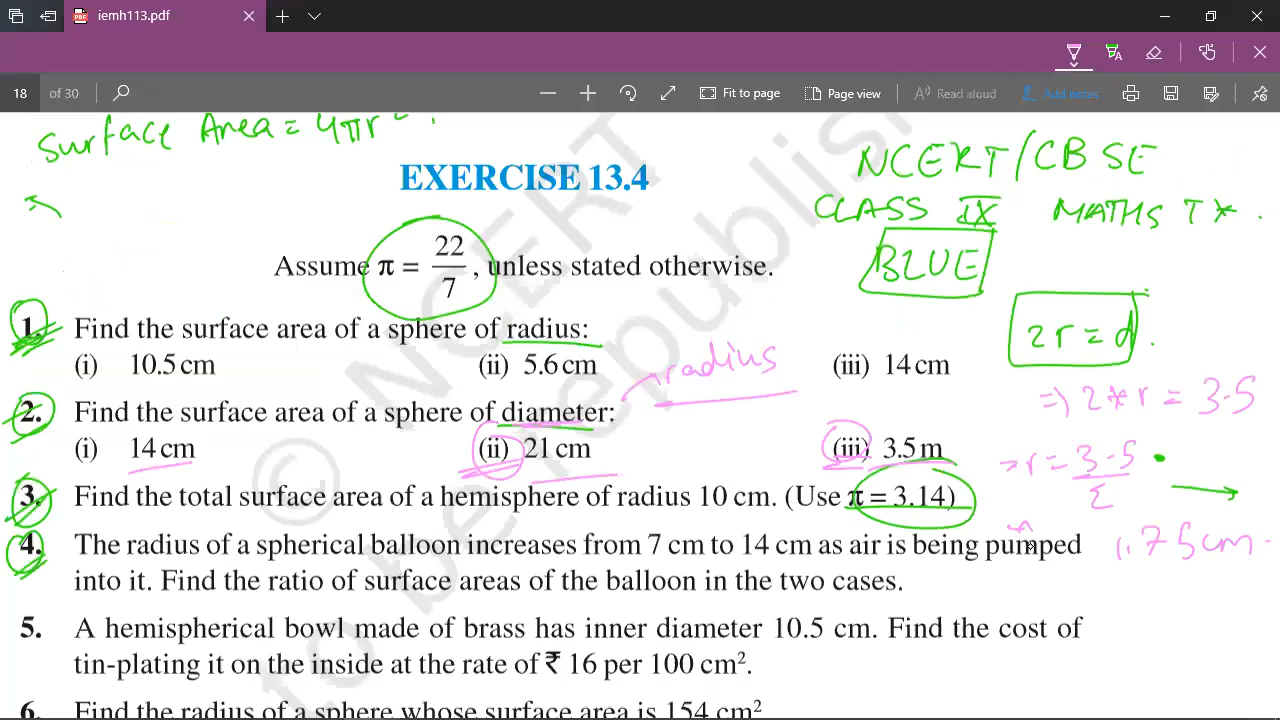 iemh113.pdf
18 of 30 Fit to page Page view Read aloud Add notes
Surface Area = 4πr²
EXERCISE 13.4
NCERT/CBSE
CLASS IX MATHS TX.
BLUE
Assume π = 22/7, unless stated otherwise.
2r = d.
1. Find the surface area of a sphere of radius:
(i) 10.5 cm (ii) 5.6 cm (iii) 14 cm
radius
⇒ 2*r = 3.5
2. Find the surface area of a sphere of diameter:
(i) 14 cm (ii) 21 cm (iii) 3.5 m
⇒ r = 3.5/2
3. Find the total surface area of a hemisphere of radius 10 cm. (Use π = 3.14)
4. The radius of a spherical balloon increases from 7 cm to 14 cm as air is being pumped
1.75cm
into it. Find the ratio of surface areas of the balloon in the two cases.
5. A hemispherical bowl made of brass has inner diameter 10.5 cm. Find the cost of
tin-plating it on the inside at the rate of ₹ 16 per 100 cm².
6. Find the radius of a sphere whose surface area is 154 cm²
© NCERT
to be republish